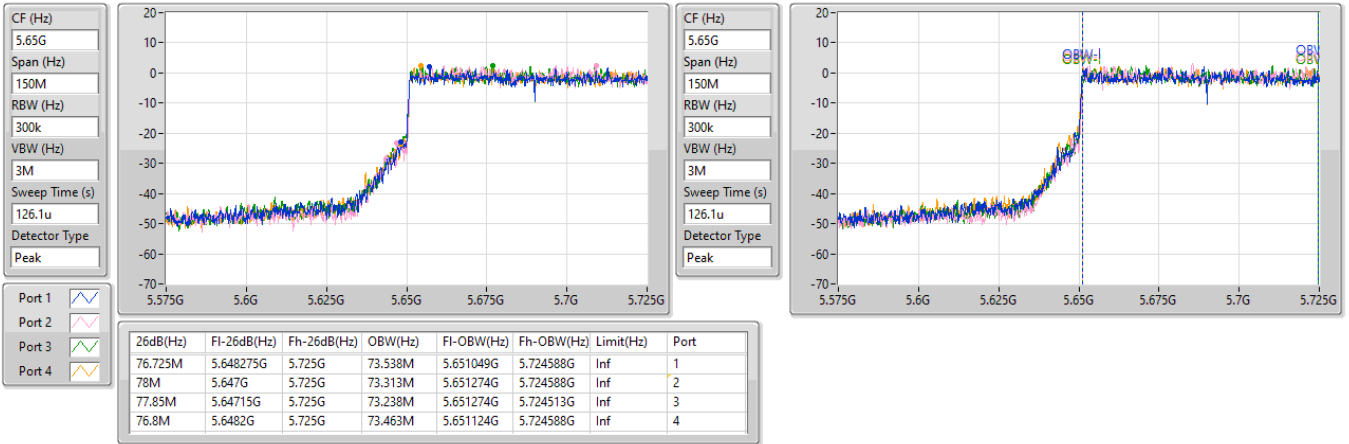 CF (Hz)
5.65G
Span (Hz)
150M
RBW (Hz)
300k
VBW (Hz)
3M
Sweep Time (s)
126.1u
Detector Type
Peak
20
10
0
-10
-20
-30
-40
-50
-60
-70
5.575G 5.6G 5.625G 5.65G 5.675G 5.7G 5.725G
CF (Hz)
5.65G
Span (Hz)
150M
RBW (Hz)
300k
VBW (Hz)
3M
Sweep Time (s)
126.1u
Detector Type
Peak
20
10
0
-10
-20
-30
-40
-50
-60
-70
OBW-l
OBV
OBV
5.575G 5.6G 5.625G 5.65G 5.675G 5.7G 5.725G
Port 1
Port 2
Port 3
Port 4
26dB(Hz) Fl-26dB(Hz) Fh-26dB(Hz) OBW(Hz) Fl-OBW(Hz) Fh-OBW(Hz) Limit(Hz) Port
76.725M 5.648275G 5.725G 73.538M 5.651049G 5.724588G Inf 1
78M 5.647G 5.725G 73.313M 5.651274G 5.724588G Inf 2
77.85M 5.64715G 5.725G 73.238M 5.651274G 5.724513G Inf 3
76.8M 5.6482G 5.725G 73.463M 5.651124G 5.724588G Inf 4